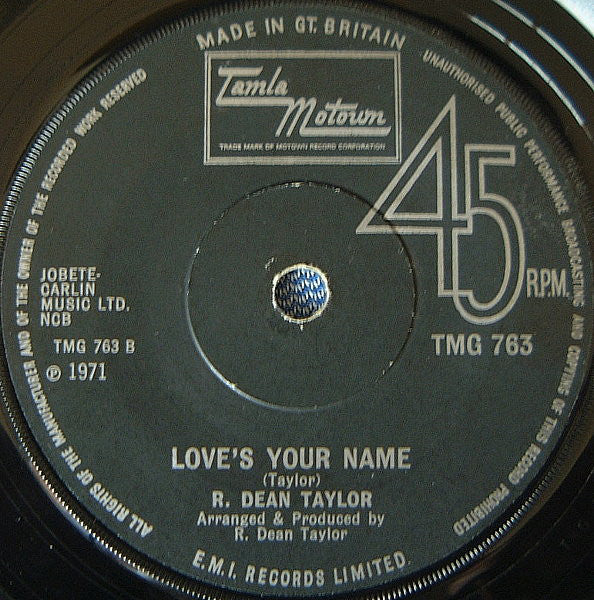 MADE IN GT. BRITAIN
Tamla
Motown
TRADE MARK OF MOTOWN RECORD CORPORATION
45
R.P.M.
TMG 763
JOBETE-
CARLIN
MUSIC LTD.
NCB
TMG 763 B
℗ 1971
LOVE'S YOUR NAME
(Taylor)
R. DEAN TAYLOR
Arranged & Produced by
R. Dean Taylor
E.M.I. RECORDS LIMITED.
ALL RIGHTS OF THE MANUFACTURER AND OF THE OWNER OF THE RECORDED WORK RESERVED
UNAUTHORISED PUBLIC PERFORMANCE BROADCASTING AND COPYING OF THIS RECORD PROHIBITED